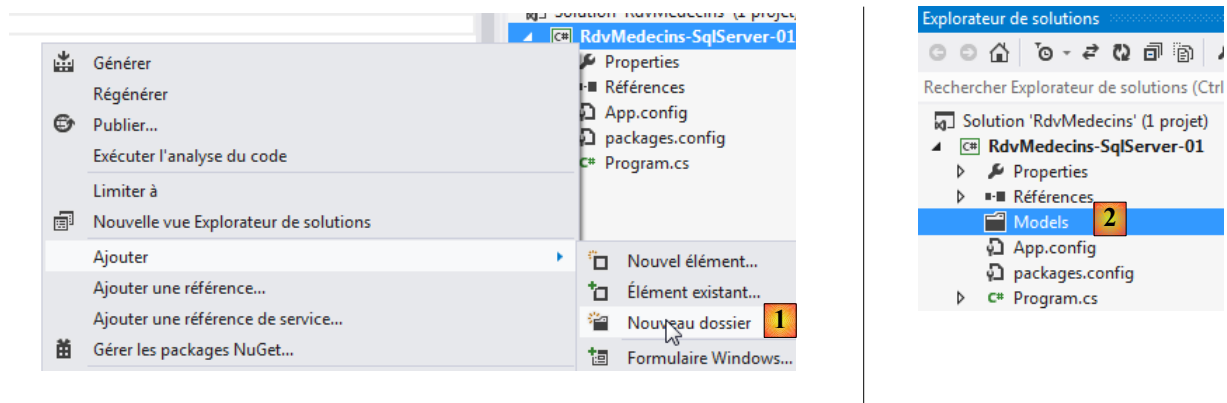 Solution 'RdvMedecins' (1 projet)
RdvMedecins-SqlServer-01
Properties
Références
App.config
packages.config
Program.cs
Générer
Régénérer
Publier...
Exécuter l'analyse du code
Limiter à
Nouvelle vue Explorateur de solutions
Ajouter
Ajouter une référence...
Ajouter une référence de service...
Gérer les packages NuGet...
Nouvel élément...
Élément existant...
Nouveau dossier 1
Formulaire Windows...
Explorateur de solutions
Rechercher Explorateur de solutions (Ctrl
Solution 'RdvMedecins' (1 projet)
C# RdvMedecins-SqlServer-01
Properties
Références
Models 2
App.config
packages.config
C# Program.cs